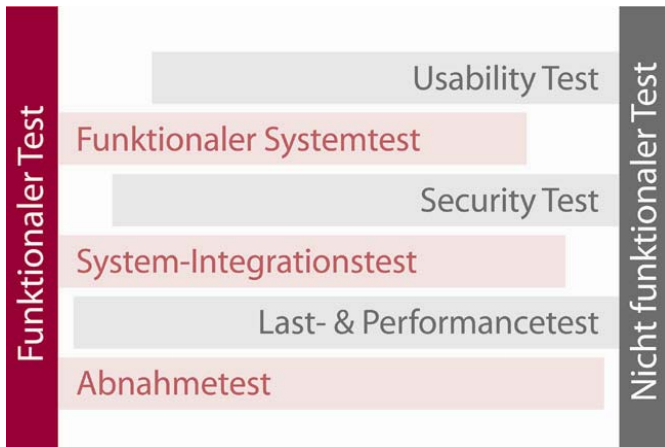 Funktionaler Test
Usability Test
Funktionaler Systemtest
Security Test
System-Integrationstest
Last- & Performancetest
Abnahmetest
Nicht funktionaler Test